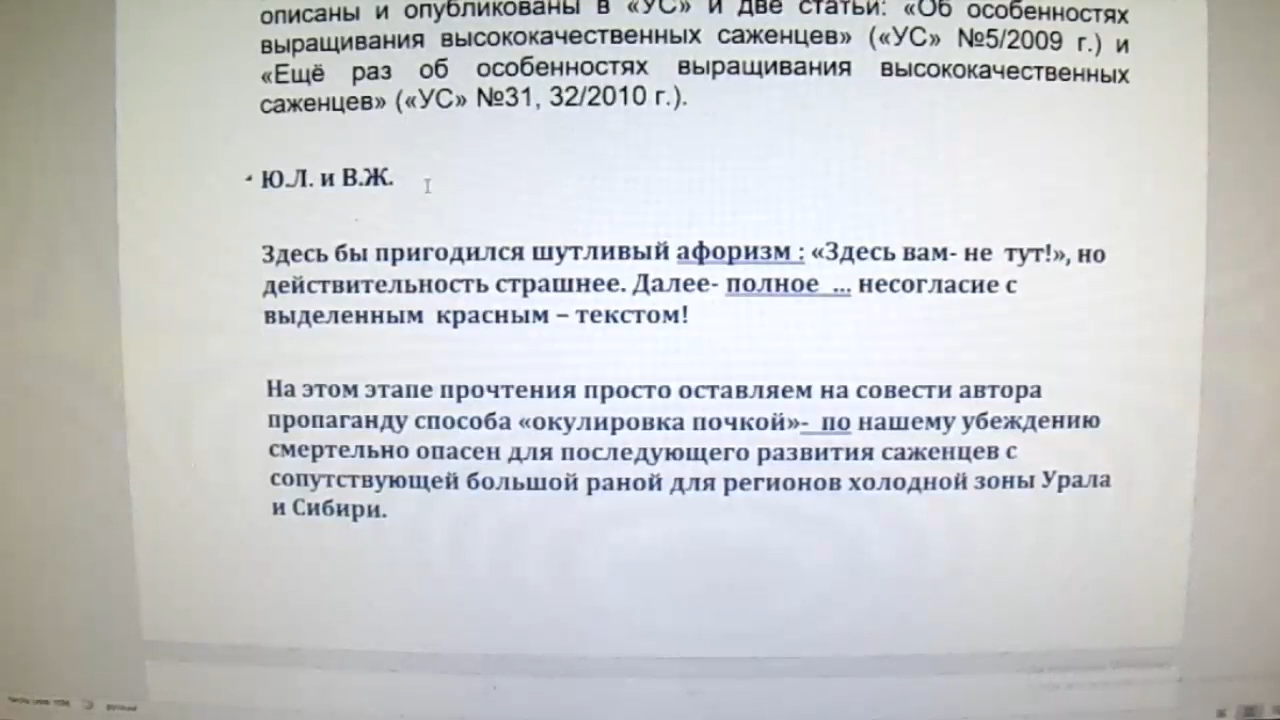 описаны и опубликованы в «УС» и две статьи: «Об особенностях
выращивания высококачественных саженцев» («УС» №5/2009 г.) и
«Ещё раз об особенностях выращивания высококачественных
саженцев» («УС» №31, 32/2010 г.).
Ю.Л. и В.Ж.
Здесь бы пригодился шутливый афоризм : «Здесь вам- не тут!», но
действительность страшнее. Далее- полное ... несогласие с
выделенным красным – текстом!
На этом этапе прочтения просто оставляем на совести автора
пропаганду способа «окулировка почкой»- по нашему убеждению
смертельно опасен для последующего развития саженцев с
сопутствующей большой раной для регионов холодной зоны Урала
и Сибири.